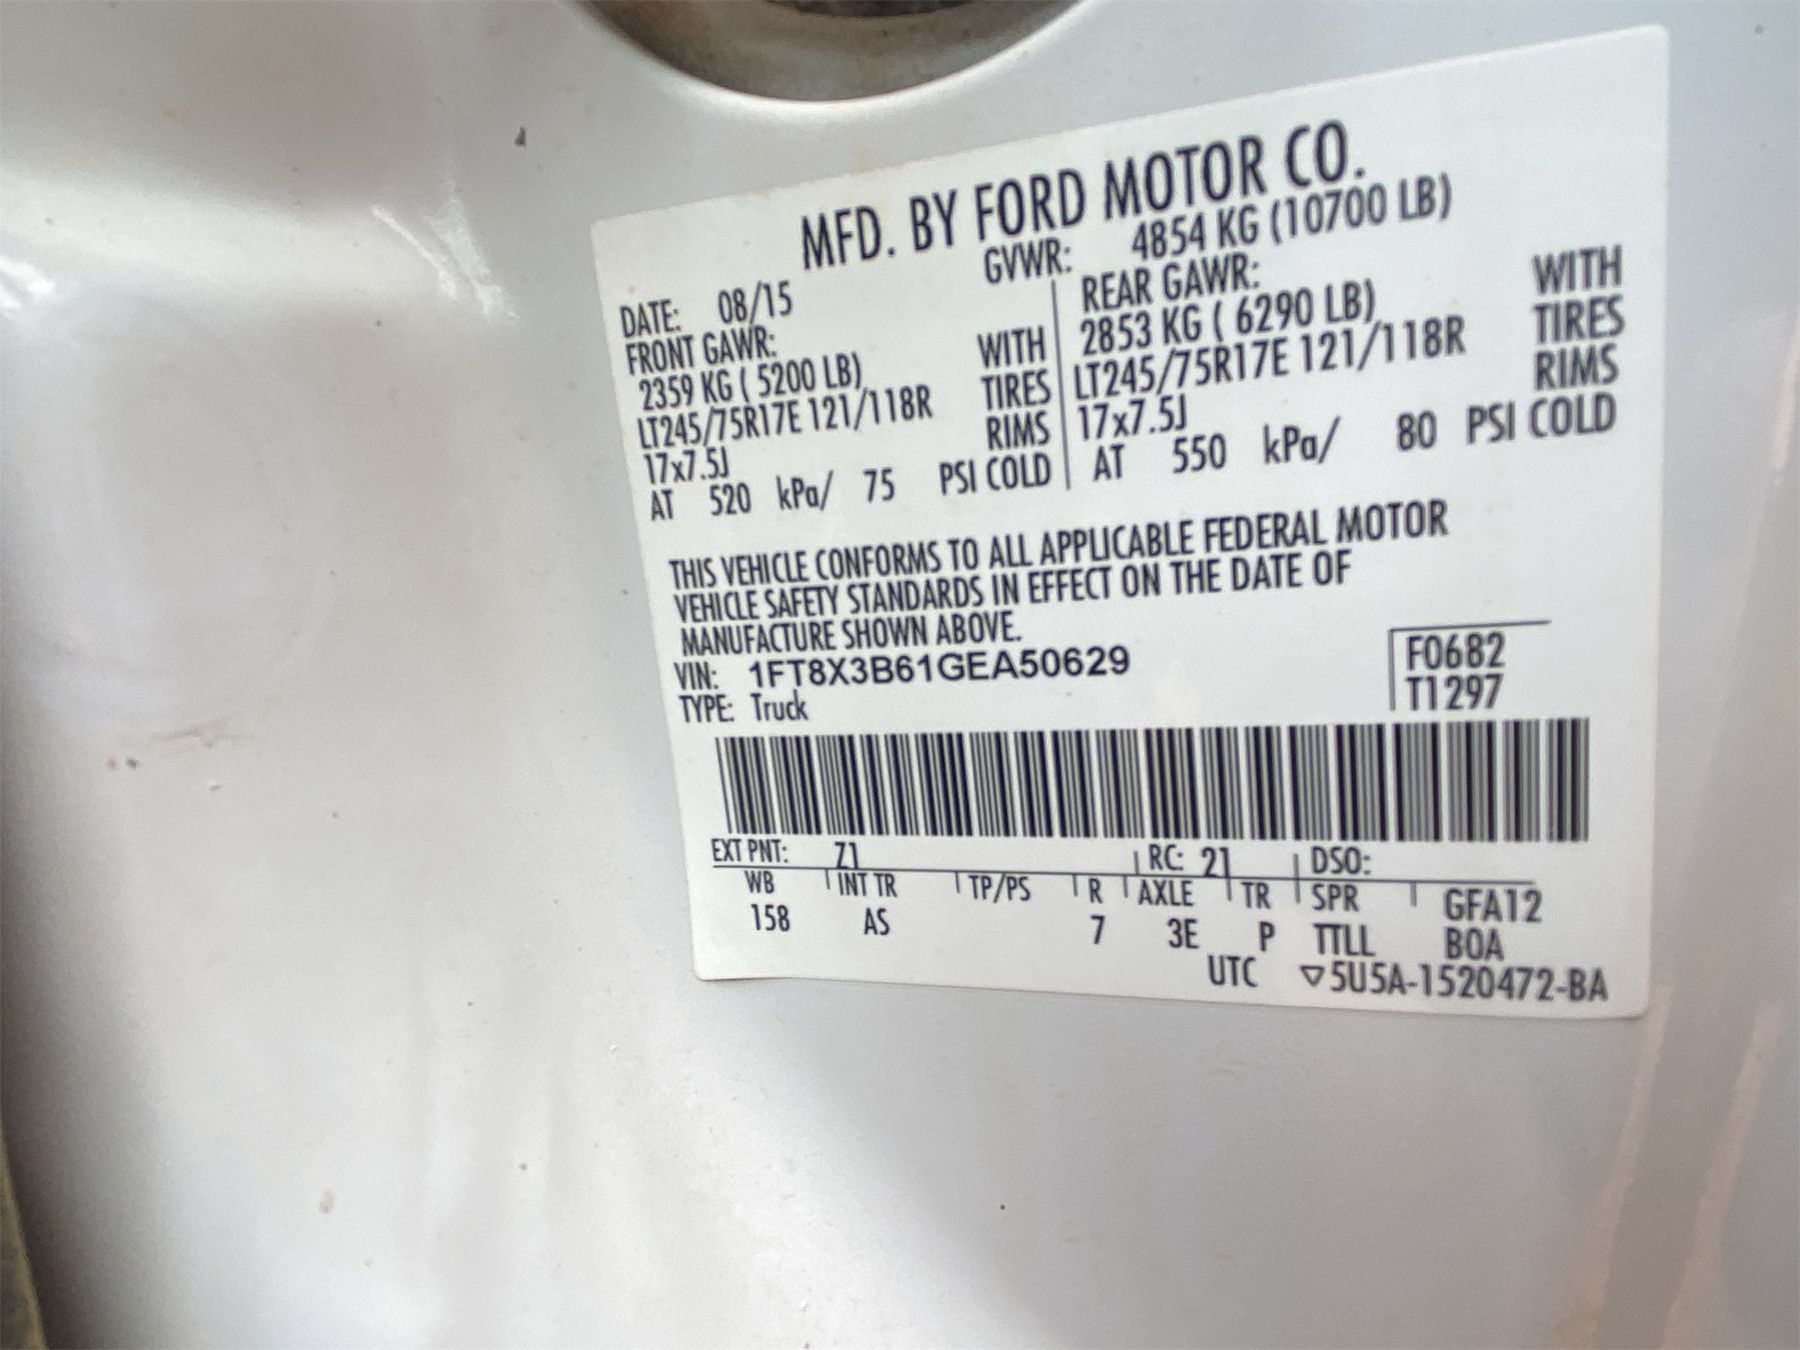 MFD. BY FORD MOTOR CO.
DATE: 08/15
GVWR: 4854 KG (10700 LB)
FRONT GAWR:
2359 KG ( 5200 LB) WITH
LT245/75R17E 121/118R TIRES
17x7.5J RIMS
AT 520 kPa/ 75 PSI COLD
REAR GAWR: WITH
2853 KG ( 6290 LB) TIRES
LT245/75R17E 121/118R RIMS
17x7.5J
AT 550 kPa/ 80 PSI COLD
THIS VEHICLE CONFORMS TO ALL APPLICABLE FEDERAL MOTOR
VEHICLE SAFETY STANDARDS IN EFFECT ON THE DATE OF
MANUFACTURE SHOWN ABOVE.
VIN: 1FT8X3B61GEA50629
TYPE: Truck
F0682
T1297
EXT PNT: Z1 RC: 21 DSO:
WB INT TR TP/PS R AXLE TR SPR GFA12
158 AS 7 3E P TTLL BOA
UTC ▽5U5A-1520472-BA